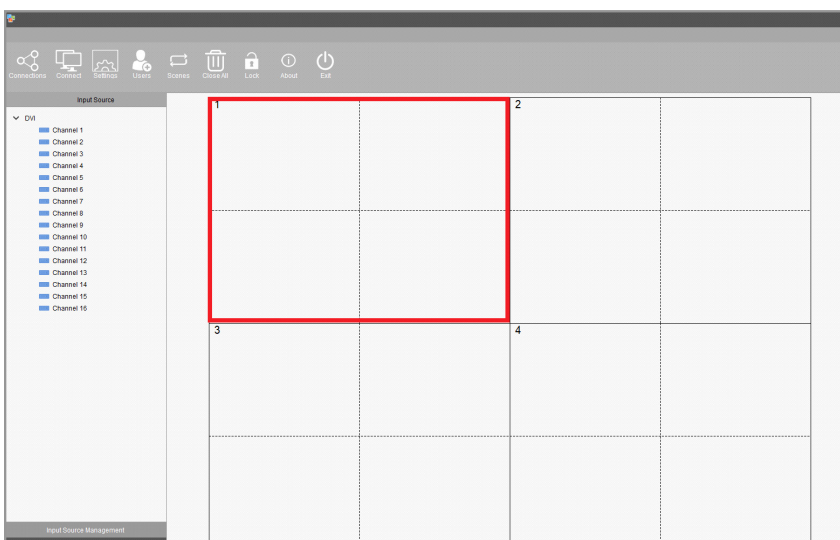 Connections Connect Settings Users Scenes Close All Lock About Exit
Input Source
DVI
Channel 1
Channel 2
Channel 3
Channel 4
Channel 5
Channel 6
Channel 7
Channel 8
Channel 9
Channel 10
Channel 11
Channel 12
Channel 13
Channel 14
Channel 15
Channel 16
Input Source Management
1 2
3 4